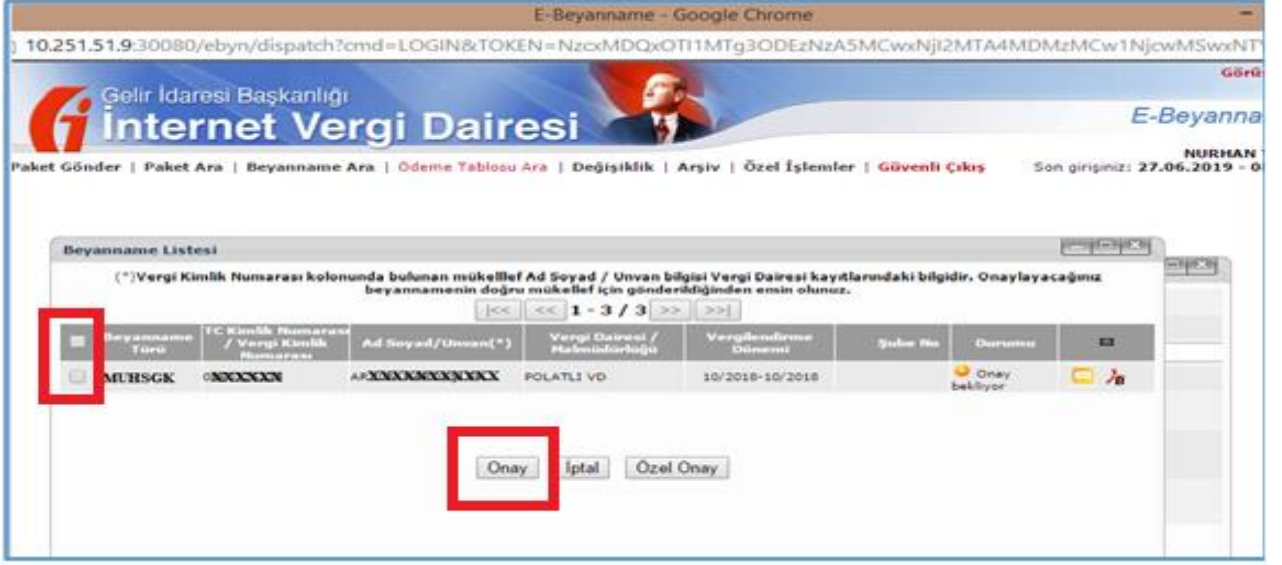 E-Beyanname - Google Chrome
10.251.51.9:30080/ebyn/dispatch?cmd=LOGIN&TOKEN=
Gelir İdaresi Başkanlığı
İnternet Vergi Dairesi
E-Beyanna
Paket Gönder | Paket Ara | Beyanname Ara | Ödeme Tablosu Ara | Değişiklik | Arşiv | Özel İşlemler | Güvenli Çıkış
NURHAN
Son girişiniz: 27.06.2019 - 0
Beyanname Listesi
(*)Vergi Kimlik Numarası kolonunda bulunan mükelllef Ad Soyad / Unvan bilgisi Vergi Dairesi kayıtlarındaki bilgidir. Onaylayacağınız
beyannamenin doğru mükellef için gönderildiğinden emin olunuz.
|<< << 1 - 3 / 3 >> >>|
Beyanname Türü
TC Kimlik Numarası / Vergi Kimlik Numarası
Ad Soyad/Unvan(*)
Vergi Dairesi / Malmüdürlüğü
Vergilendirme Dönemi
Şube No
Durumu
MUHSGK 0XXXXXX APXXXXXXXXXXX POLATLI VD 10/2018-10/2018 Onay bekliyor
Onay İptal Özel Onay